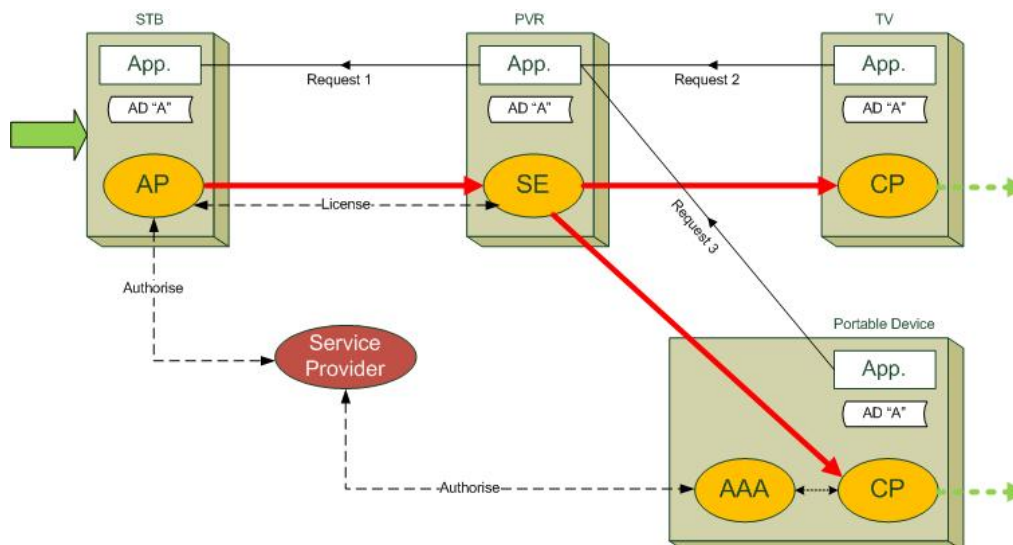 STB
PVR
TV
App.
App.
App.
Request 1
Request 2
AD "A"
AD "A"
AD "A"
AP
SE
CP
License
Request 3
Authorise
Service
Provider
Portable Device
App.
AD "A"
Authorise
AAA
CP